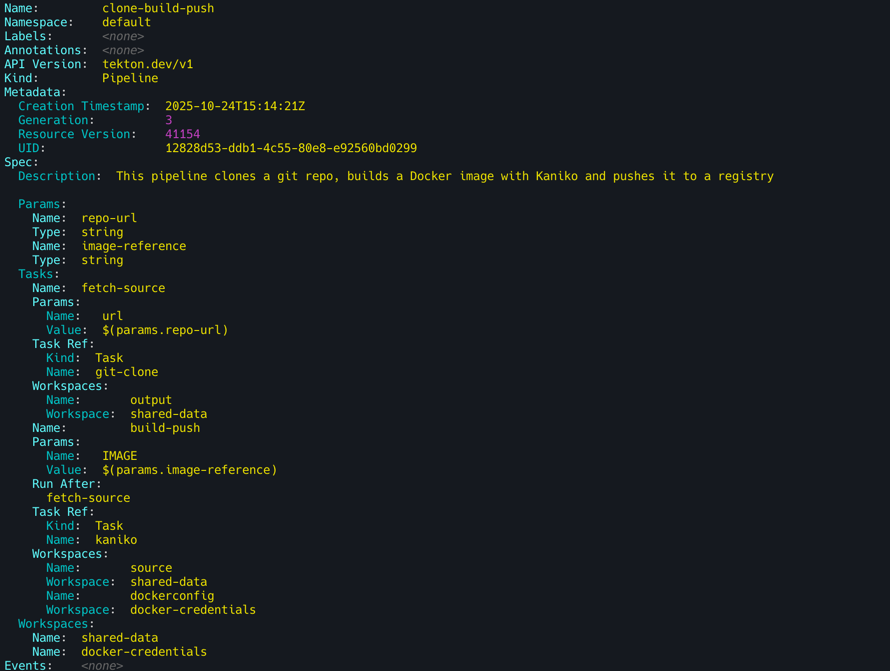 Name:         clone-build-push
Namespace:    default
Labels:       <none>
Annotations:  <none>
API Version:  tekton.dev/v1
Kind:         Pipeline
Metadata:
  Creation Timestamp:  2025-10-24T15:14:21Z
  Generation:          3
  Resource Version:    41154
  UID:                 12828d53-ddb1-4c55-80e8-e92560bd0299
Spec:
  Description:  This pipeline clones a git repo, builds a Docker image with Kaniko and pushes it to a registry

  Params:
    Name:  repo-url
    Type:  string
    Name:  image-reference
    Type:  string
  Tasks:
    Name:  fetch-source
    Params:
      Name:   url
      Value:  $(params.repo-url)
    Task Ref:
      Kind:  Task
      Name:  git-clone
    Workspaces:
      Name:       output
      Workspace:  shared-data
    Name:         build-push
    Params:
      Name:   IMAGE
      Value:  $(params.image-reference)
    Run After:
      fetch-source
    Task Ref:
      Kind:  Task
      Name:  kaniko
    Workspaces:
      Name:       source
      Workspace:  shared-data
      Name:       dockerconfig
      Workspace:  docker-credentials
  Workspaces:
    Name:  shared-data
    Name:  docker-credentials
Events:    <none>